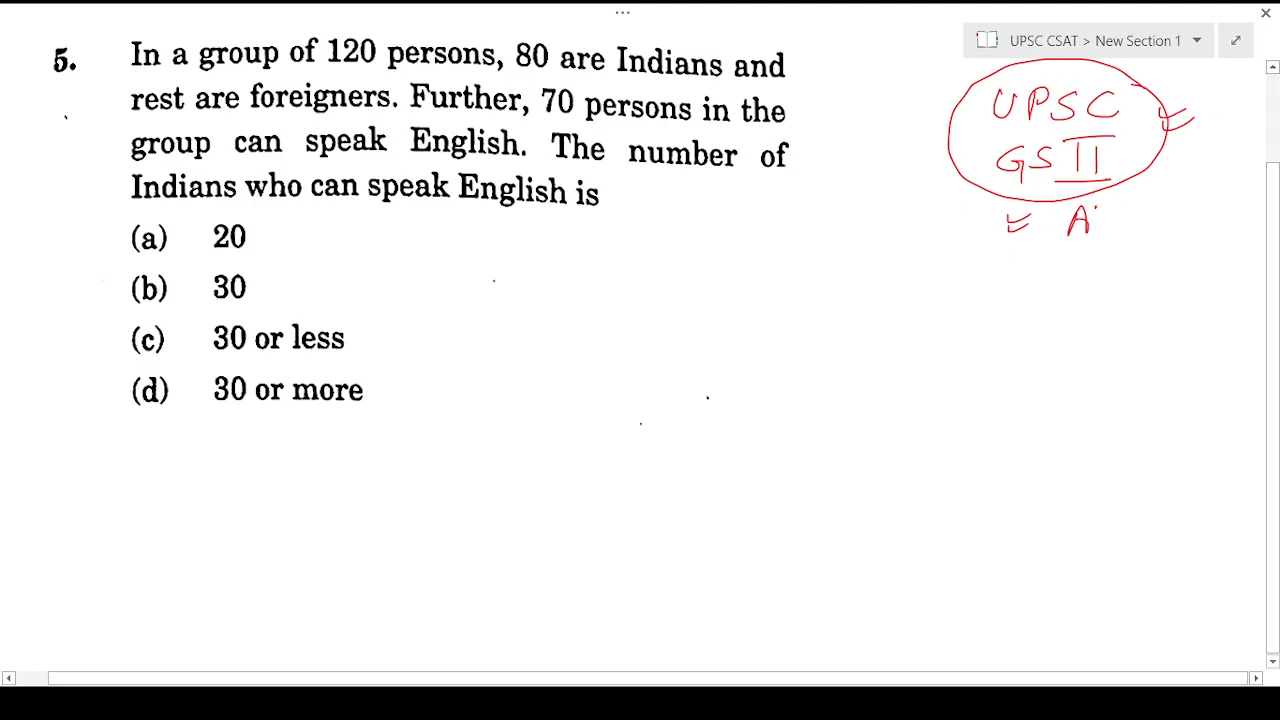 UPSC CSAT > New Section 1
5. In a group of 120 persons, 80 are Indians and
rest are foreigners. Further, 70 persons in the
group can speak English. The number of
Indians who can speak English is
(a) 20
(b) 30
(c) 30 or less
(d) 30 or more
UPSC
GS II
A